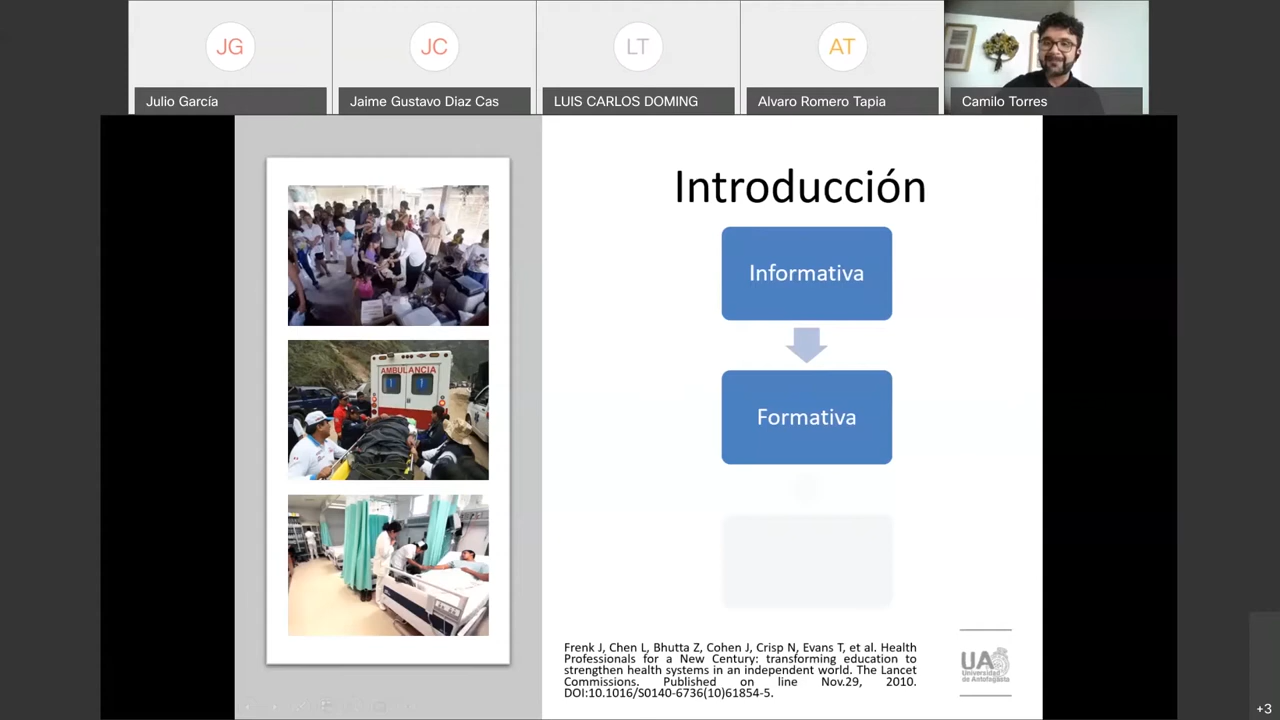 JG
JC
LT
AT
Julio García
Jaime Gustavo Diaz Cas
LUIS CARLOS DOMING
Alvaro Romero Tapia
Camilo Torres
Introducción
Informativa
Formativa
AMBULANCIA
Frenk J, Chen L, Bhutta Z, Cohen J, Crisp N, Evans T, et al. Health
Professionals for a New Century: transforming education to
strengthen health systems in an independent world. The Lancet
Commissions. Published on line Nov.29, 2010.
DOI:10.1016/S0140-6736(10)61854-5.
UA
Universidad
de Antofagasta
+3